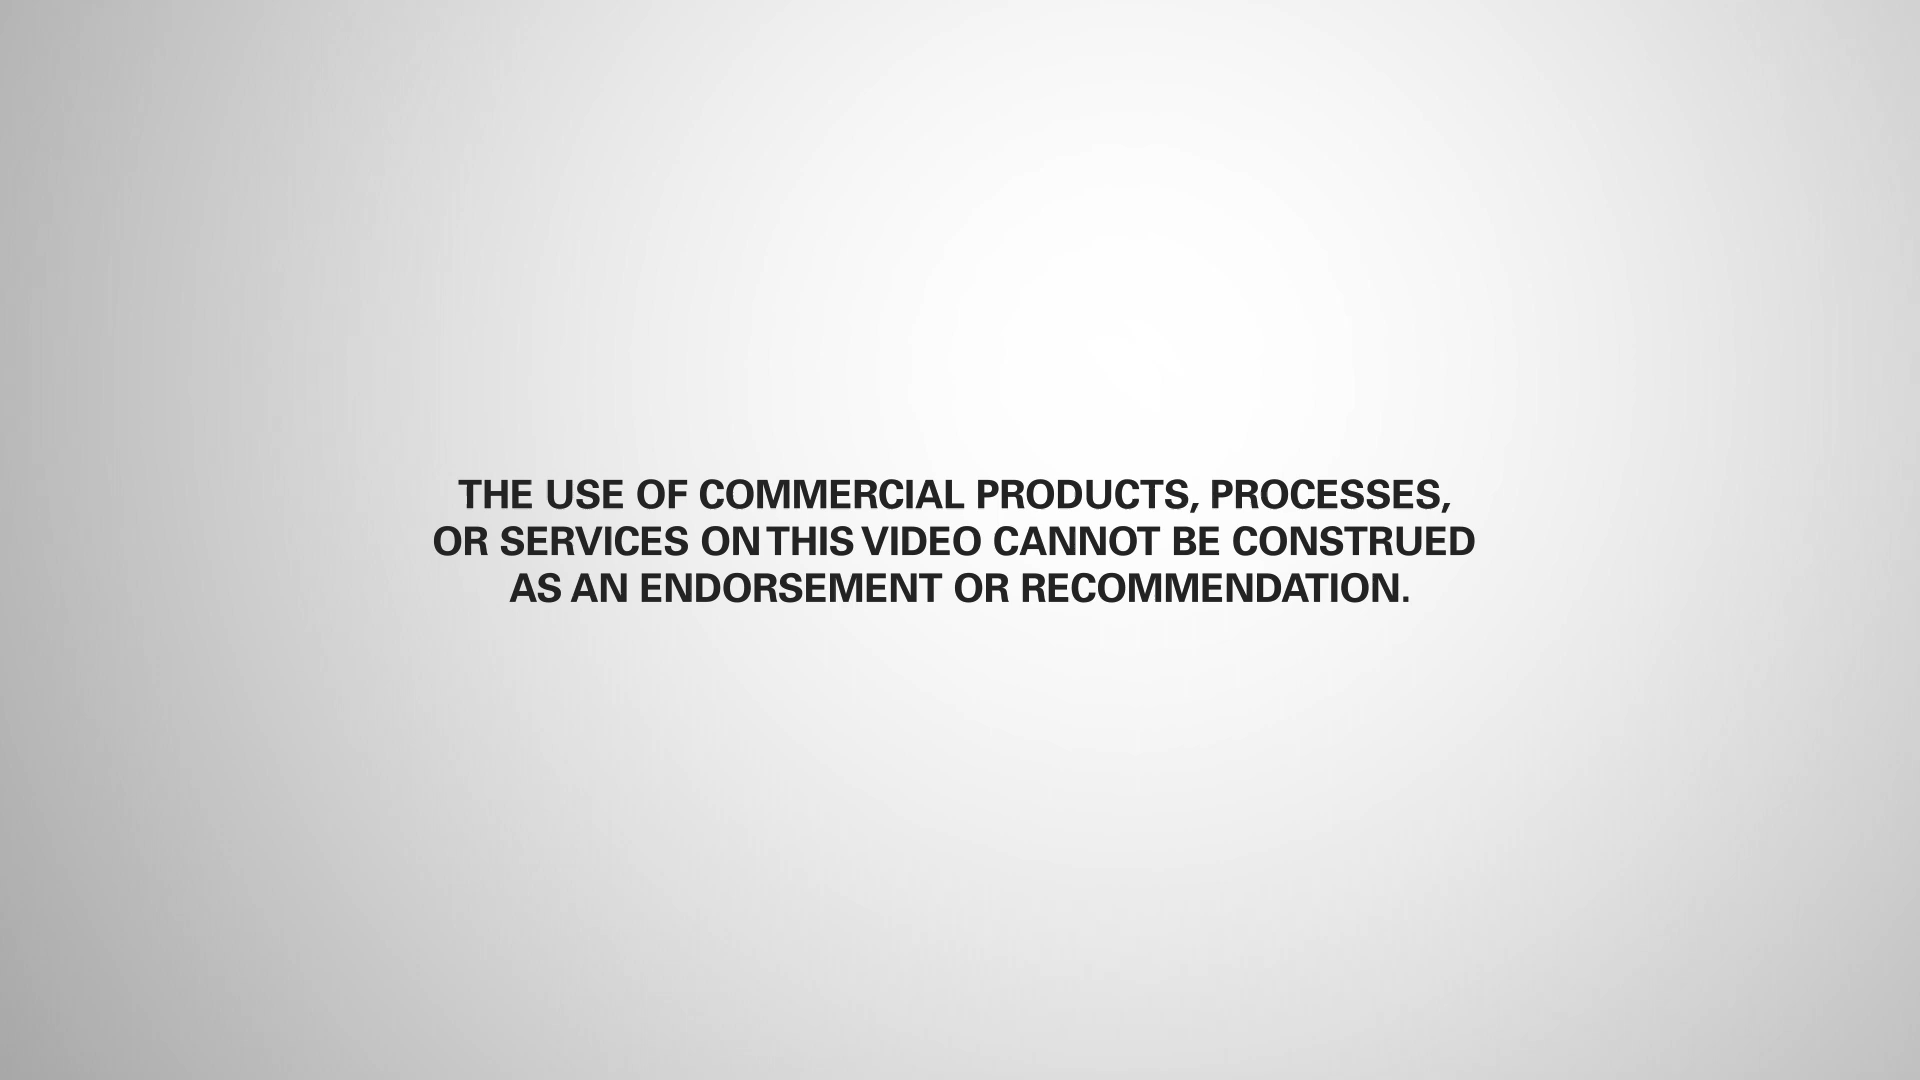 THE USE OF COMMERCIAL PRODUCTS, PROCESSES,
OR SERVICES ON THIS VIDEO CANNOT BE CONSTRUED
AS AN ENDORSEMENT OR RECOMMENDATION.